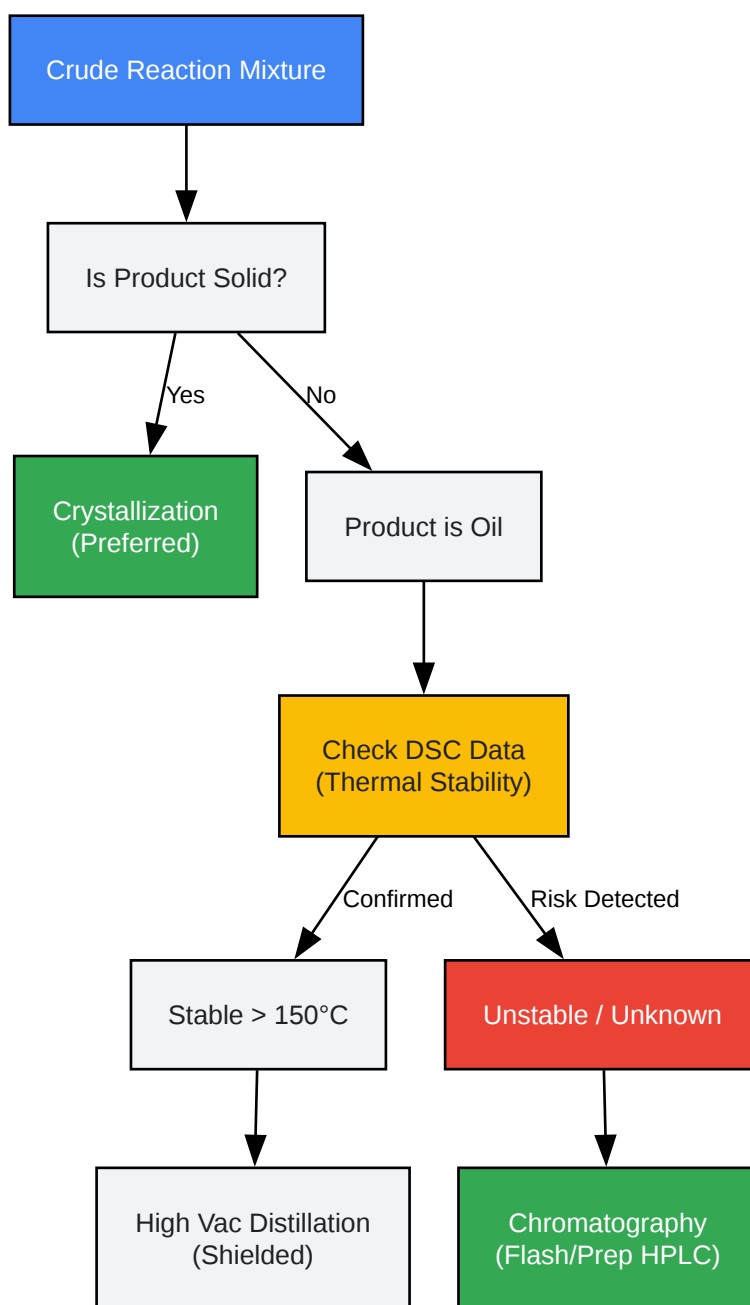 Crude Reaction Mixture
Is Product Solid?
Yes
No
Crystallization
(Preferred)
Product is Oil
Check DSC Data
(Thermal Stability)
Confirmed
Risk Detected
Stable > 150°C
Unstable / Unknown
High Vac Distillation
(Shielded)
Chromatography
(Flash/Prep HPLC)